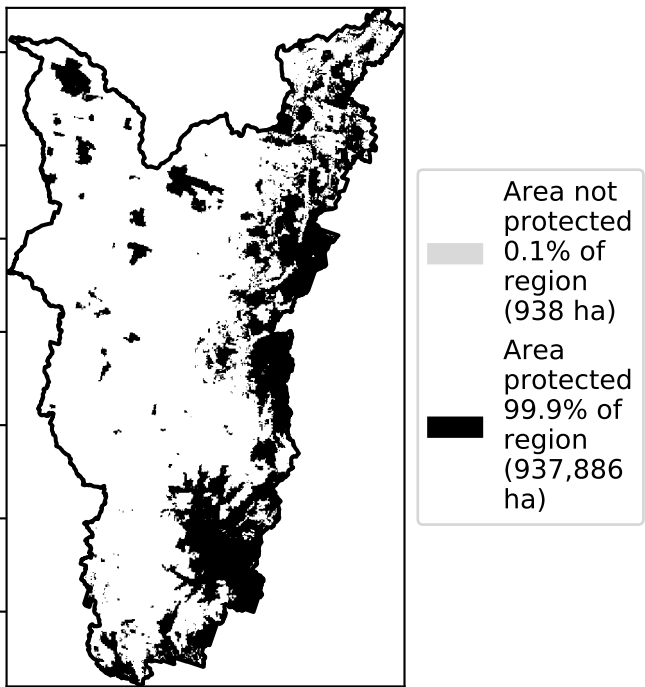 Area not
protected
0.1% of
region
(938 ha)
Area
protected
99.9% of
region
(937,886
ha)